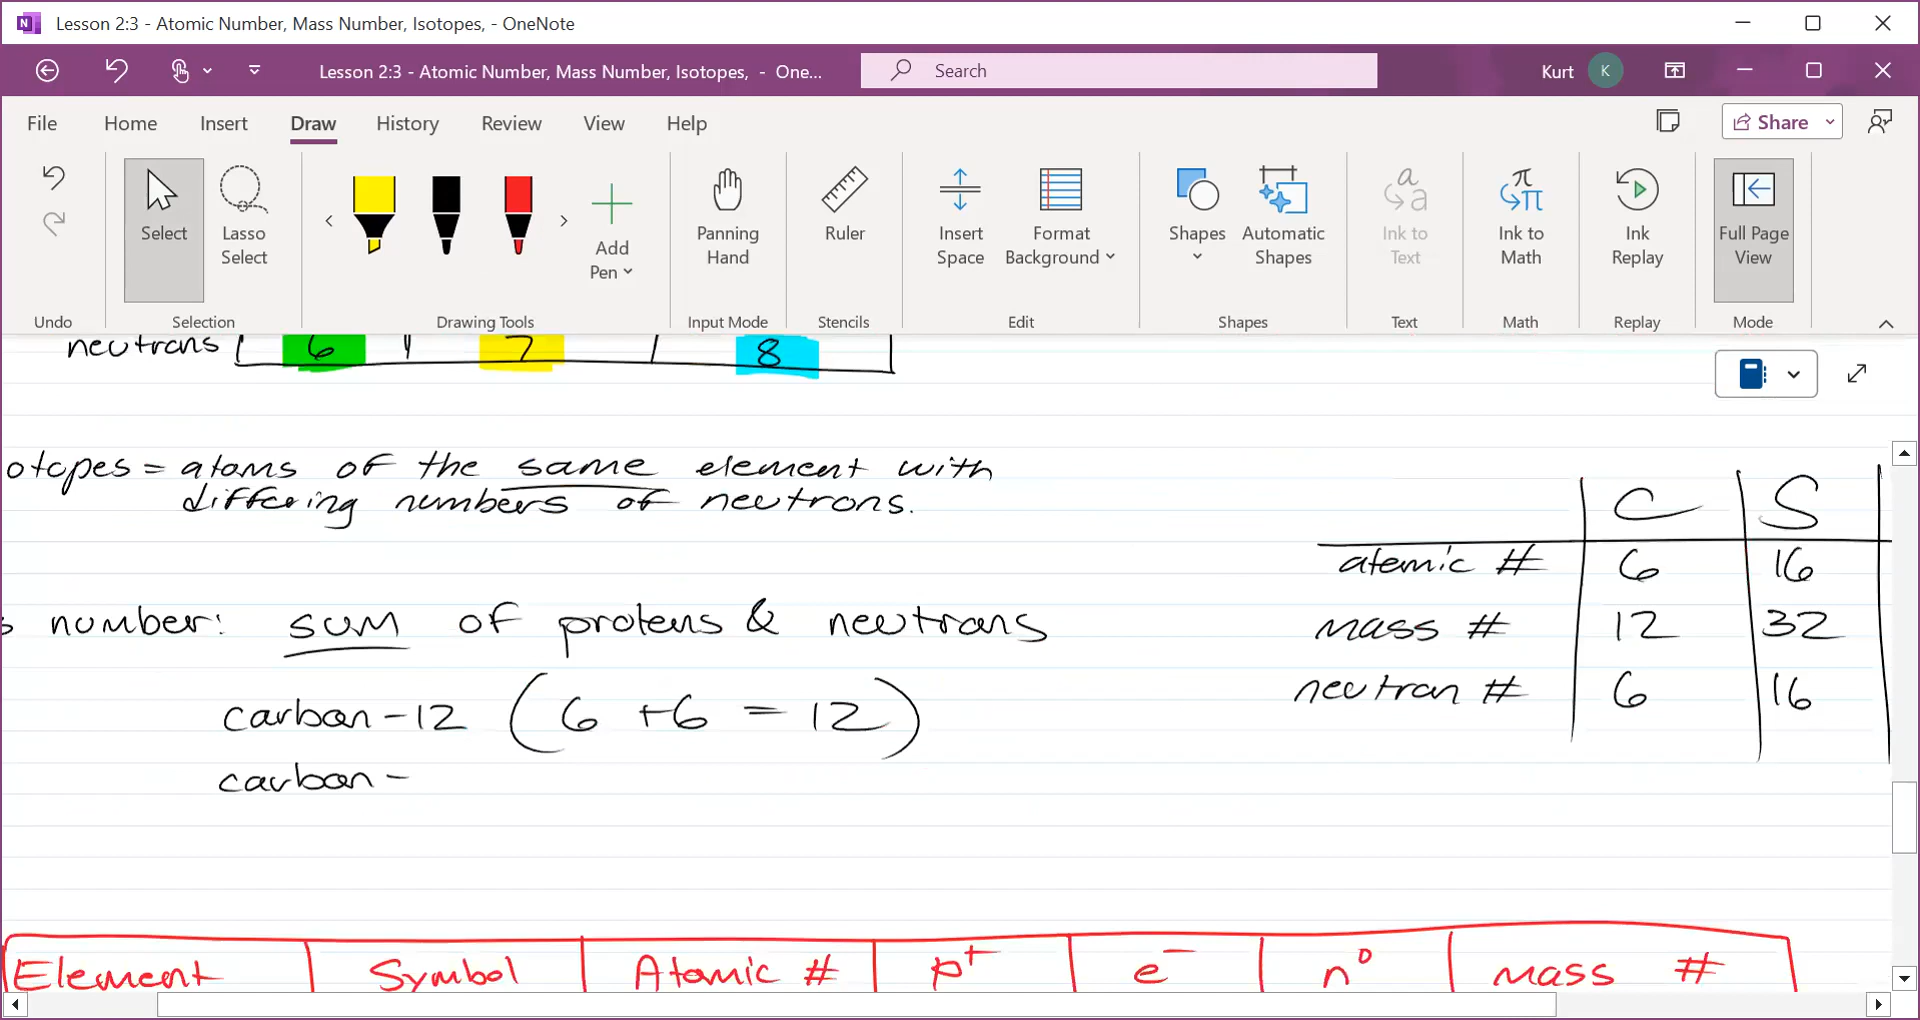 Lesson 2:3 - Atomic Number, Mass Number, Isotopes, - OneNote
Lesson 2:3 - Atomic Number, Mass Number, Isotopes,  - One...
Search
Kurt K
File Home Insert Draw History Review View Help
Share
Select
Lasso Select
Add Pen
Panning Hand
Ruler
Insert Space
Format Background
Shapes
Automatic Shapes
Ink to Text
Ink to Math
Ink Replay
Full Page View
Undo Selection Drawing Tools Input Mode Stencils Edit Shapes Text Math Replay Mode
neutrons 6 7 8
otopes = atoms of the same element with
differing numbers of neutrons.
s number: sum of protons & neutrons
carbon-12 (6 +6 = 12)
carbon-
C S
atomic # 6 16
mass # 12 32
neutron # 6 16
Element Symbol Atomic # p+ e⁻ n⁰ mass #